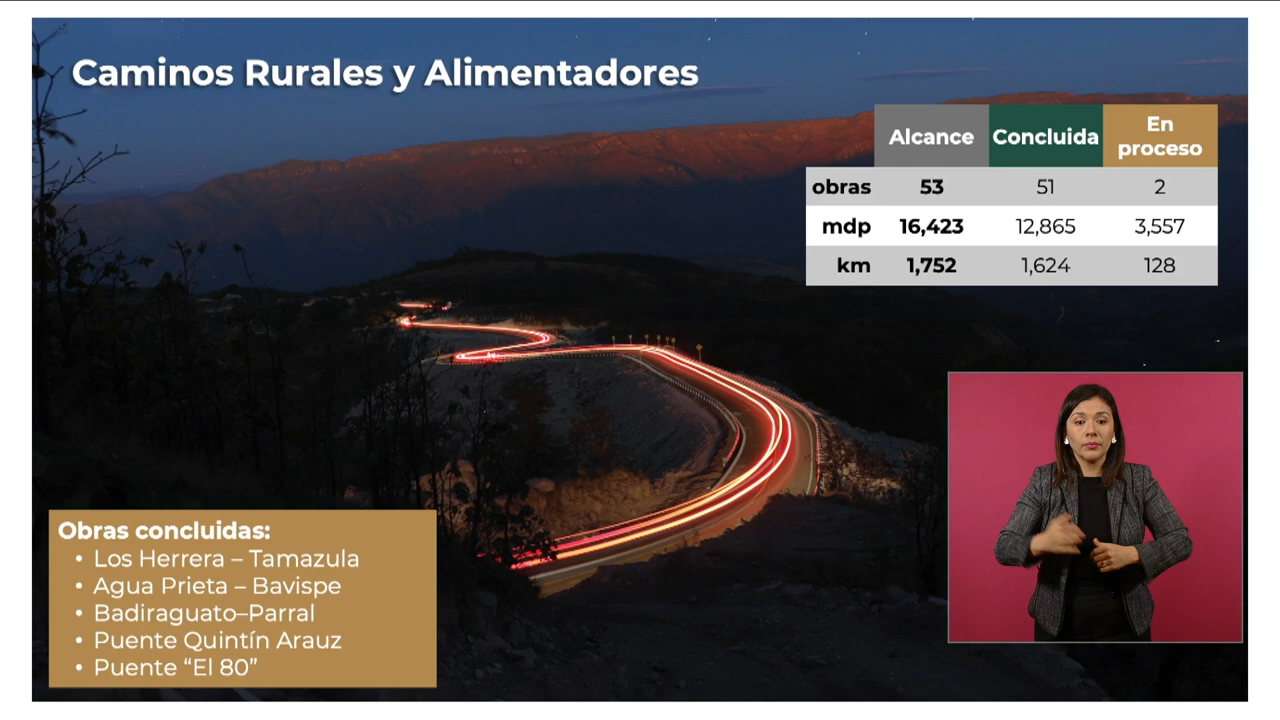 Caminos Rurales y Alimentadores
Alcance Concluida En proceso
obras 53 51 2
mdp 16,423 12,865 3,557
km 1,752 1,624 128
Obras concluidas:
• Los Herrera – Tamazula
• Agua Prieta – Bavispe
• Badiraguato–Parral
• Puente Quintín Arauz
• Puente “El 80”